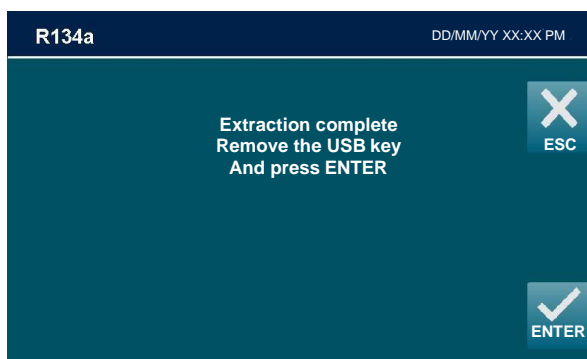 R134a
DD/MM/YY XX:XX PM
Extraction complete
Remove the USB key
And press ENTER
ESC
ENTER